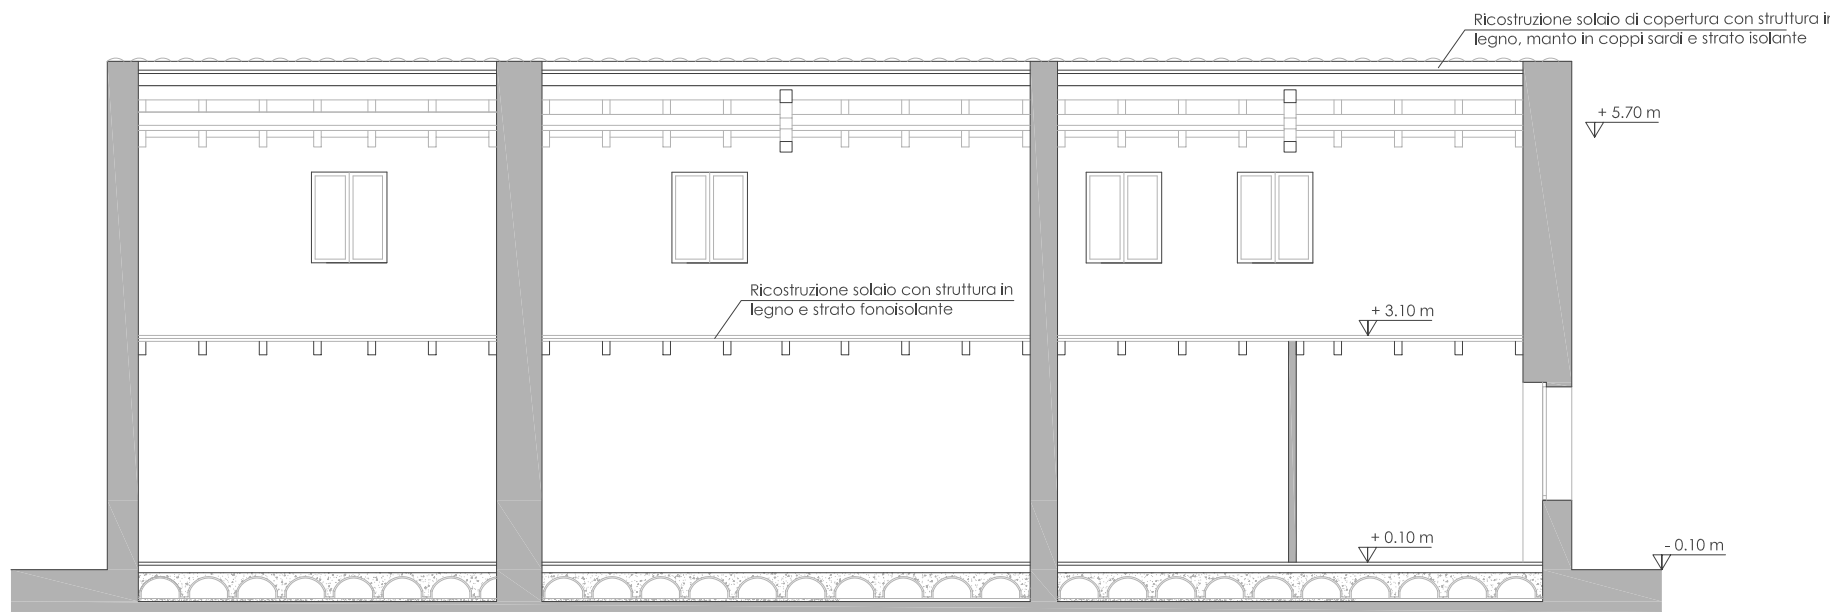 Ricostruzione solaio di copertura con struttura in
legno, manto in coppi sardi e strato isolante
+ 5.70 m
Ricostruzione solaio con struttura in
legno e strato fonoisolante
+ 3.10 m
+ 0.10 m
- 0.10 m